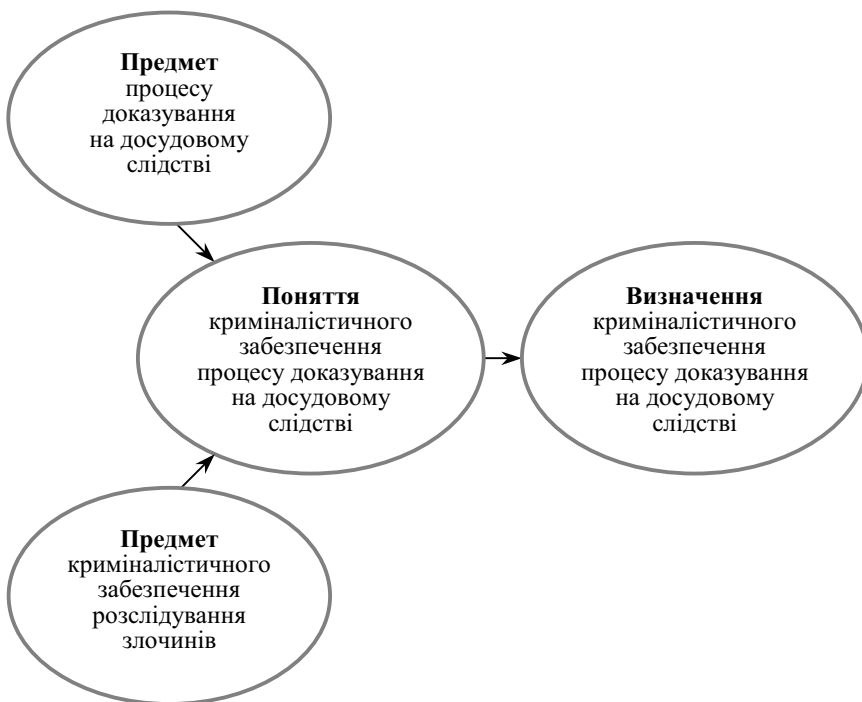 Предмет
процесу
доказування
на досудовому
слідстві
Поняття
криміналістичного
забезпечення
процесу доказування
на досудовому
слідстві
Визначення
криміналістичного
забезпечення
процесу доказування
на досудовому
слідстві
Предмет
криміналістичного
забезпечення
розслідування
злочинів